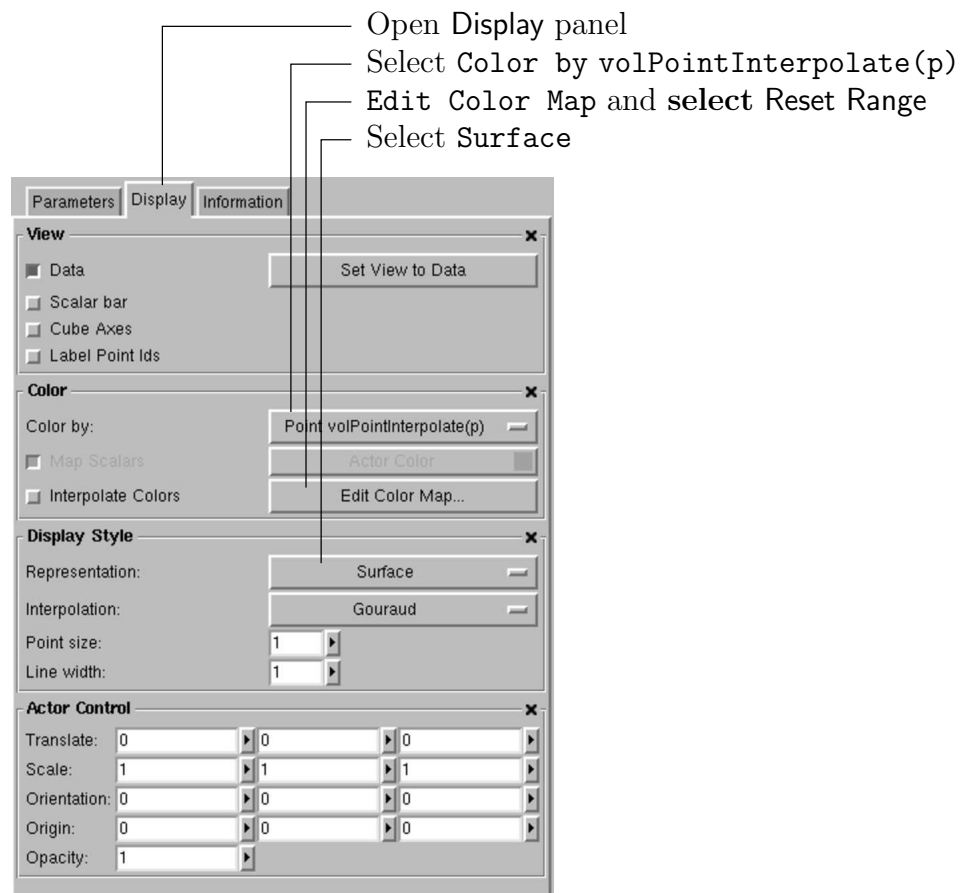 Open Display panel
Select Color by volPointInterpolate(p)
Edit Color Map and select Reset Range
Select Surface
Parameters Display Information
View
Data Set View to Data
Scalar bar
Cube Axes
Label Point Ids
Color
Color by: Point volPointInterpolate(p)
Map Scalars Actor Color
Interpolate Colors Edit Color Map...
Display Style
Representation: Surface
Interpolation: Gouraud
Point size: 1
Line width: 1
Actor Control
Translate: 0 0 0
Scale: 1 1 1
Orientation: 0 0 0
Origin: 0 0 0
Opacity: 1